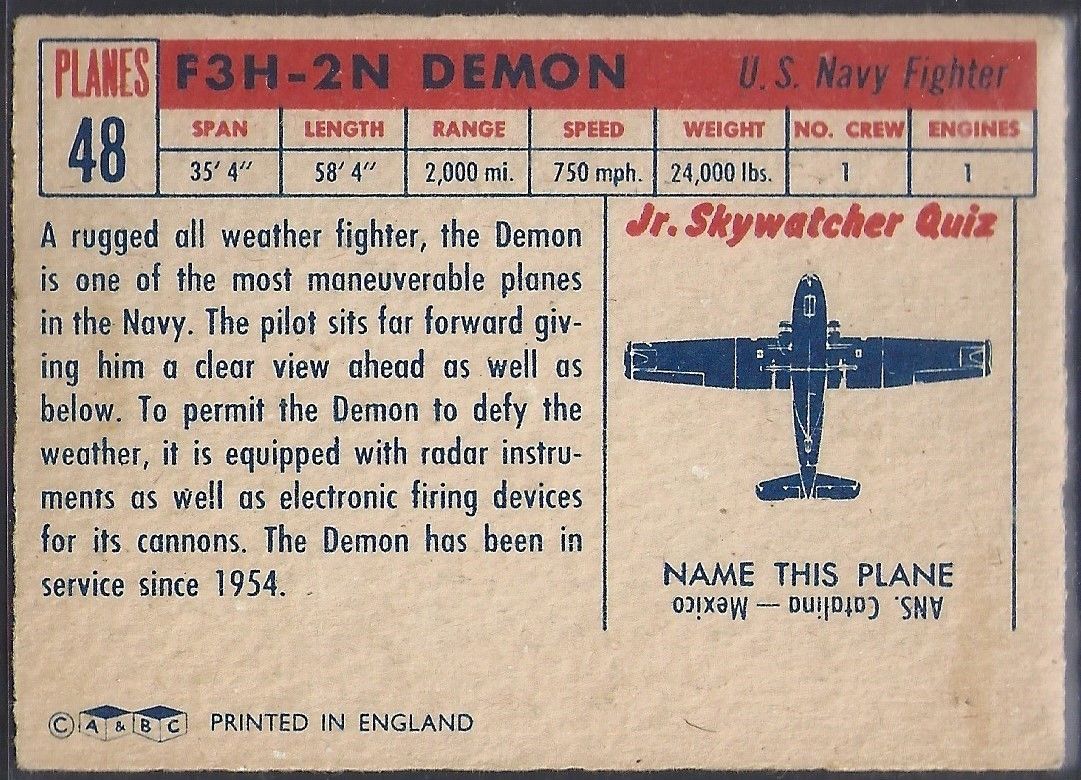 PLANES
48
F3H-2N DEMON U. S. Navy Fighter
SPAN LENGTH RANGE SPEED WEIGHT NO. CREW ENGINES
35' 4" 58' 4" 2,000 mi. 750 mph. 24,000 lbs. 1 1
A rugged all weather fighter, the Demon
is one of the most maneuverable planes
in the Navy. The pilot sits far forward giv-
ing him a clear view ahead as well as
below. To permit the Demon to defy the
weather, it is equipped with radar instru-
ments as well as electronic firing devices
for its cannons. The Demon has been in
service since 1954.
Jr. Skywatcher Quiz
NAME THIS PLANE
ANS. Catalina — Mexico
© A & B C PRINTED IN ENGLAND